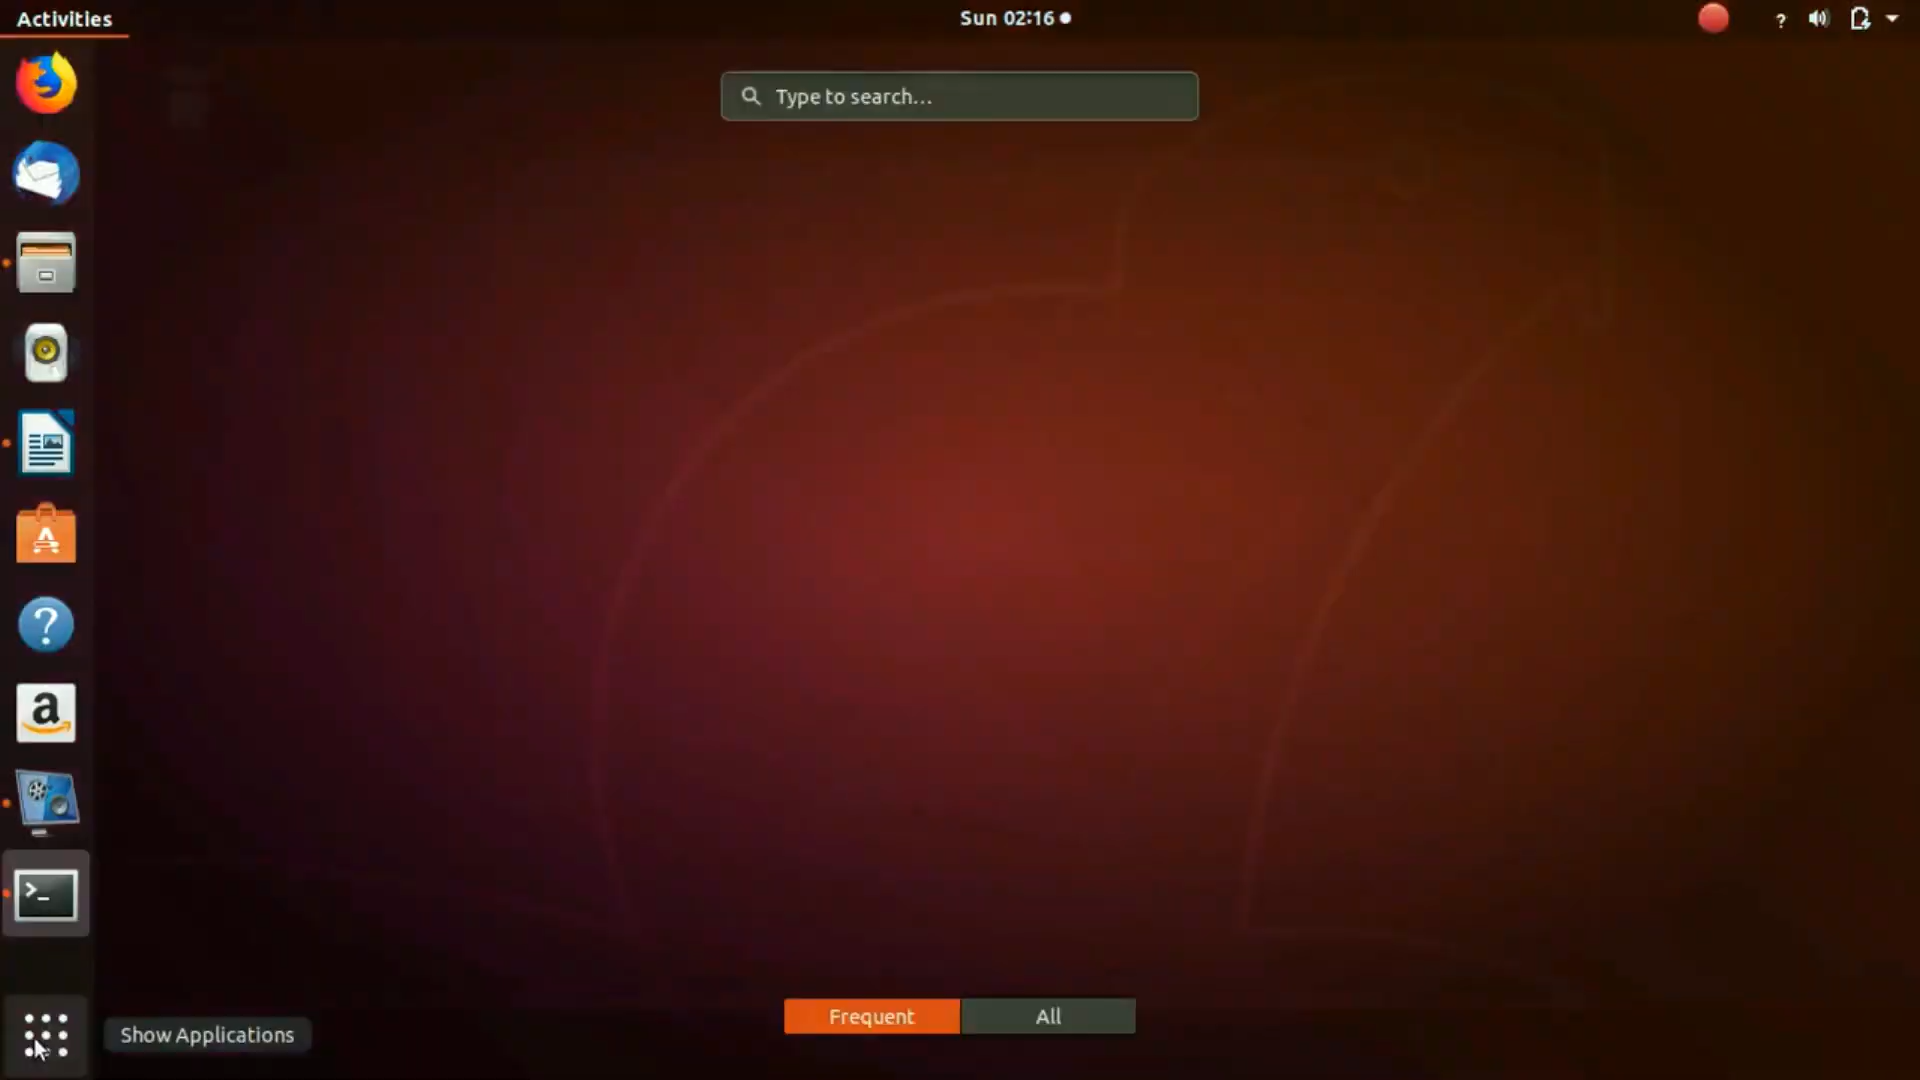 Activities
Sun 02:16
?
Type to search...
A
?
a
>_
Frequent
All
Show Applications